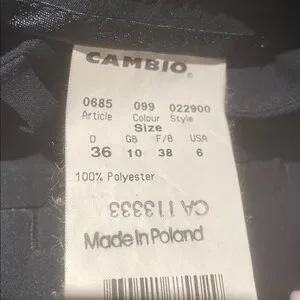 CAMBIO®
0685 099 022900
Article Colour Style
Size
D GB F/B USA
36 10 38 6
100% Polyester
CA 113333
Made in Poland